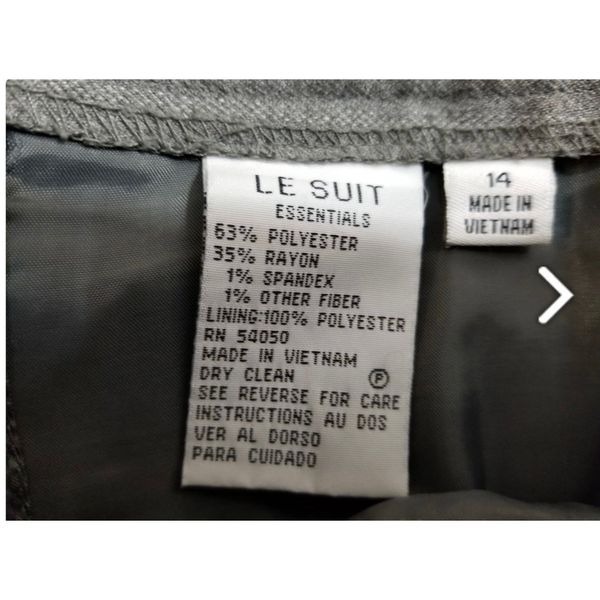 LE SUIT
ESSENTIALS
63% POLYESTER
35% RAYON
1% SPANDEX
1% OTHER FIBER
LINING:100% POLYESTER
RN 54050
MADE IN VIETNAM
DRY CLEAN Ⓟ
SEE REVERSE FOR CARE
INSTRUCTIONS AU DOS
VER AL DORSO
PARA CUIDADO
14
MADE IN
VIETNAM